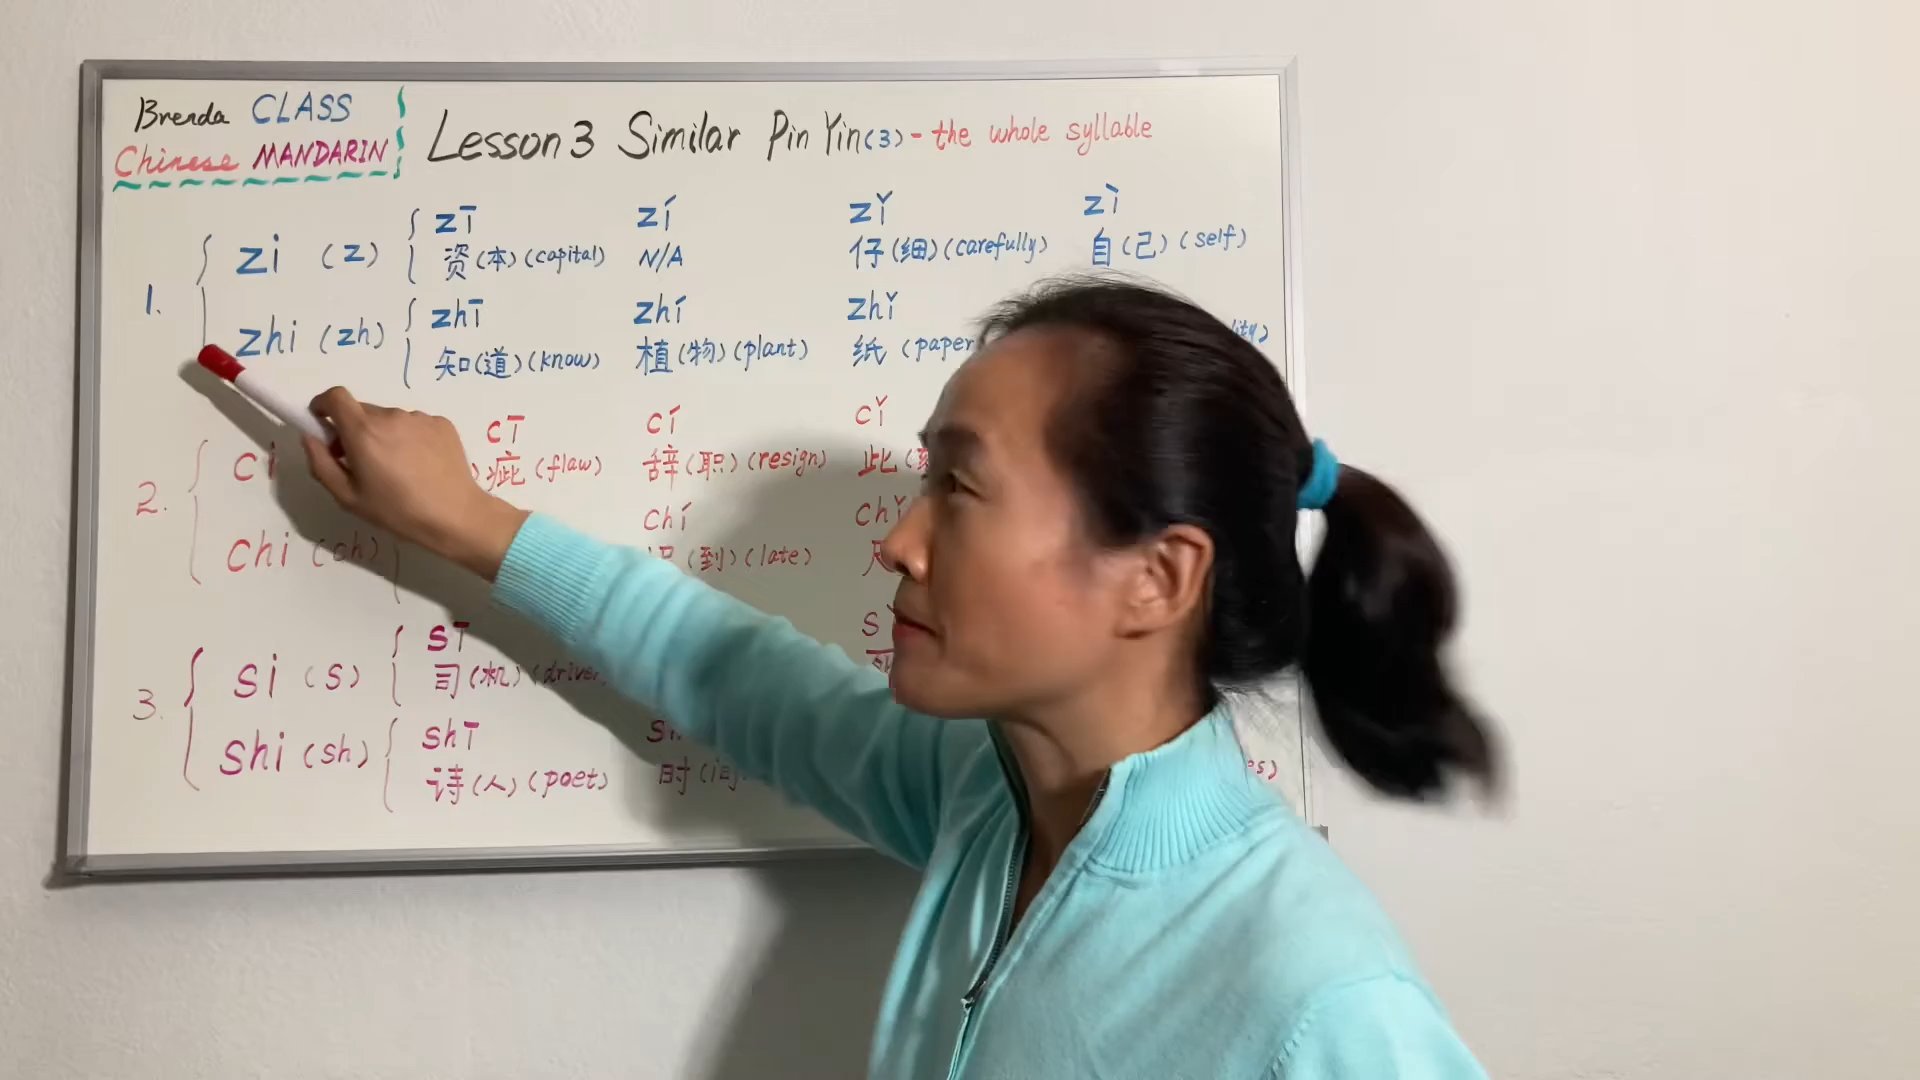 Brenda CLASS
Chinese MANDARIN
Lesson 3 Similar Pin Yin(3)- the whole syllable
1.
zi (z)
zī zí zǐ zì
资(本)(capital) N/A 仔(细)(carefully) 自(己)(self)
zhi (zh)
zhī zhí zhǐ
知(道)(know) 植(物)(plant) 纸(paper
2.
ci
cī cí cǐ
疵(flaw) 辞(职)(resign) 此
chi (ch)
chí chǐ
(到)(late)
3.
si (s)
sī
司(机)
shi (sh)
shī
诗(人)(poet) 时(间